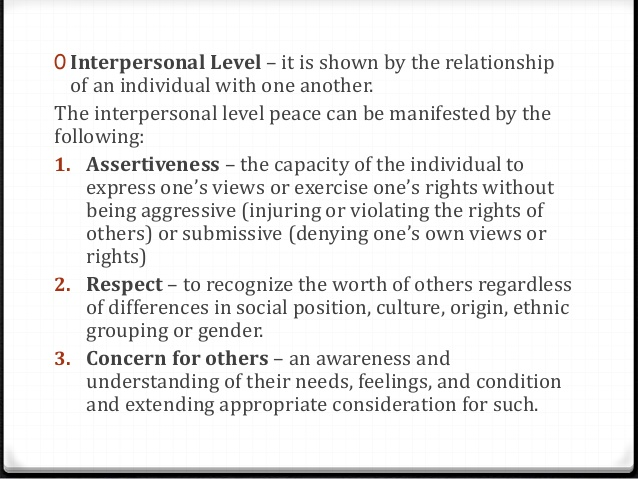 0 Interpersonal Level – it is shown by the relationship
of an individual with one another.
The interpersonal level peace can be manifested by the
following:
1. Assertiveness – the capacity of the individual to
express one’s views or exercise one’s rights without
being aggressive (injuring or violating the rights of
others) or submissive (denying one’s own views or
rights)
2. Respect – to recognize the worth of others regardless
of differences in social position, culture, origin, ethnic
grouping or gender.
3. Concern for others – an awareness and
understanding of their needs, feelings, and condition
and extending appropriate consideration for such.